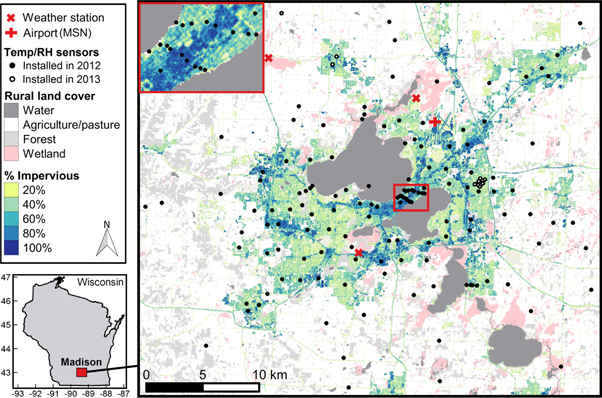 Weather station
Airport (MSN)
Temp/RH sensors
Installed in 2012
Installed in 2013
Rural land cover
Water
Agriculture/pasture
Forest
Wetland
% Impervious
20%
40%
60%
80%
100%
N
47
46
45
44
43
Wisconsin
Madison
-93 -92 -91 -90 -89 -88 -87
0 5 10 km